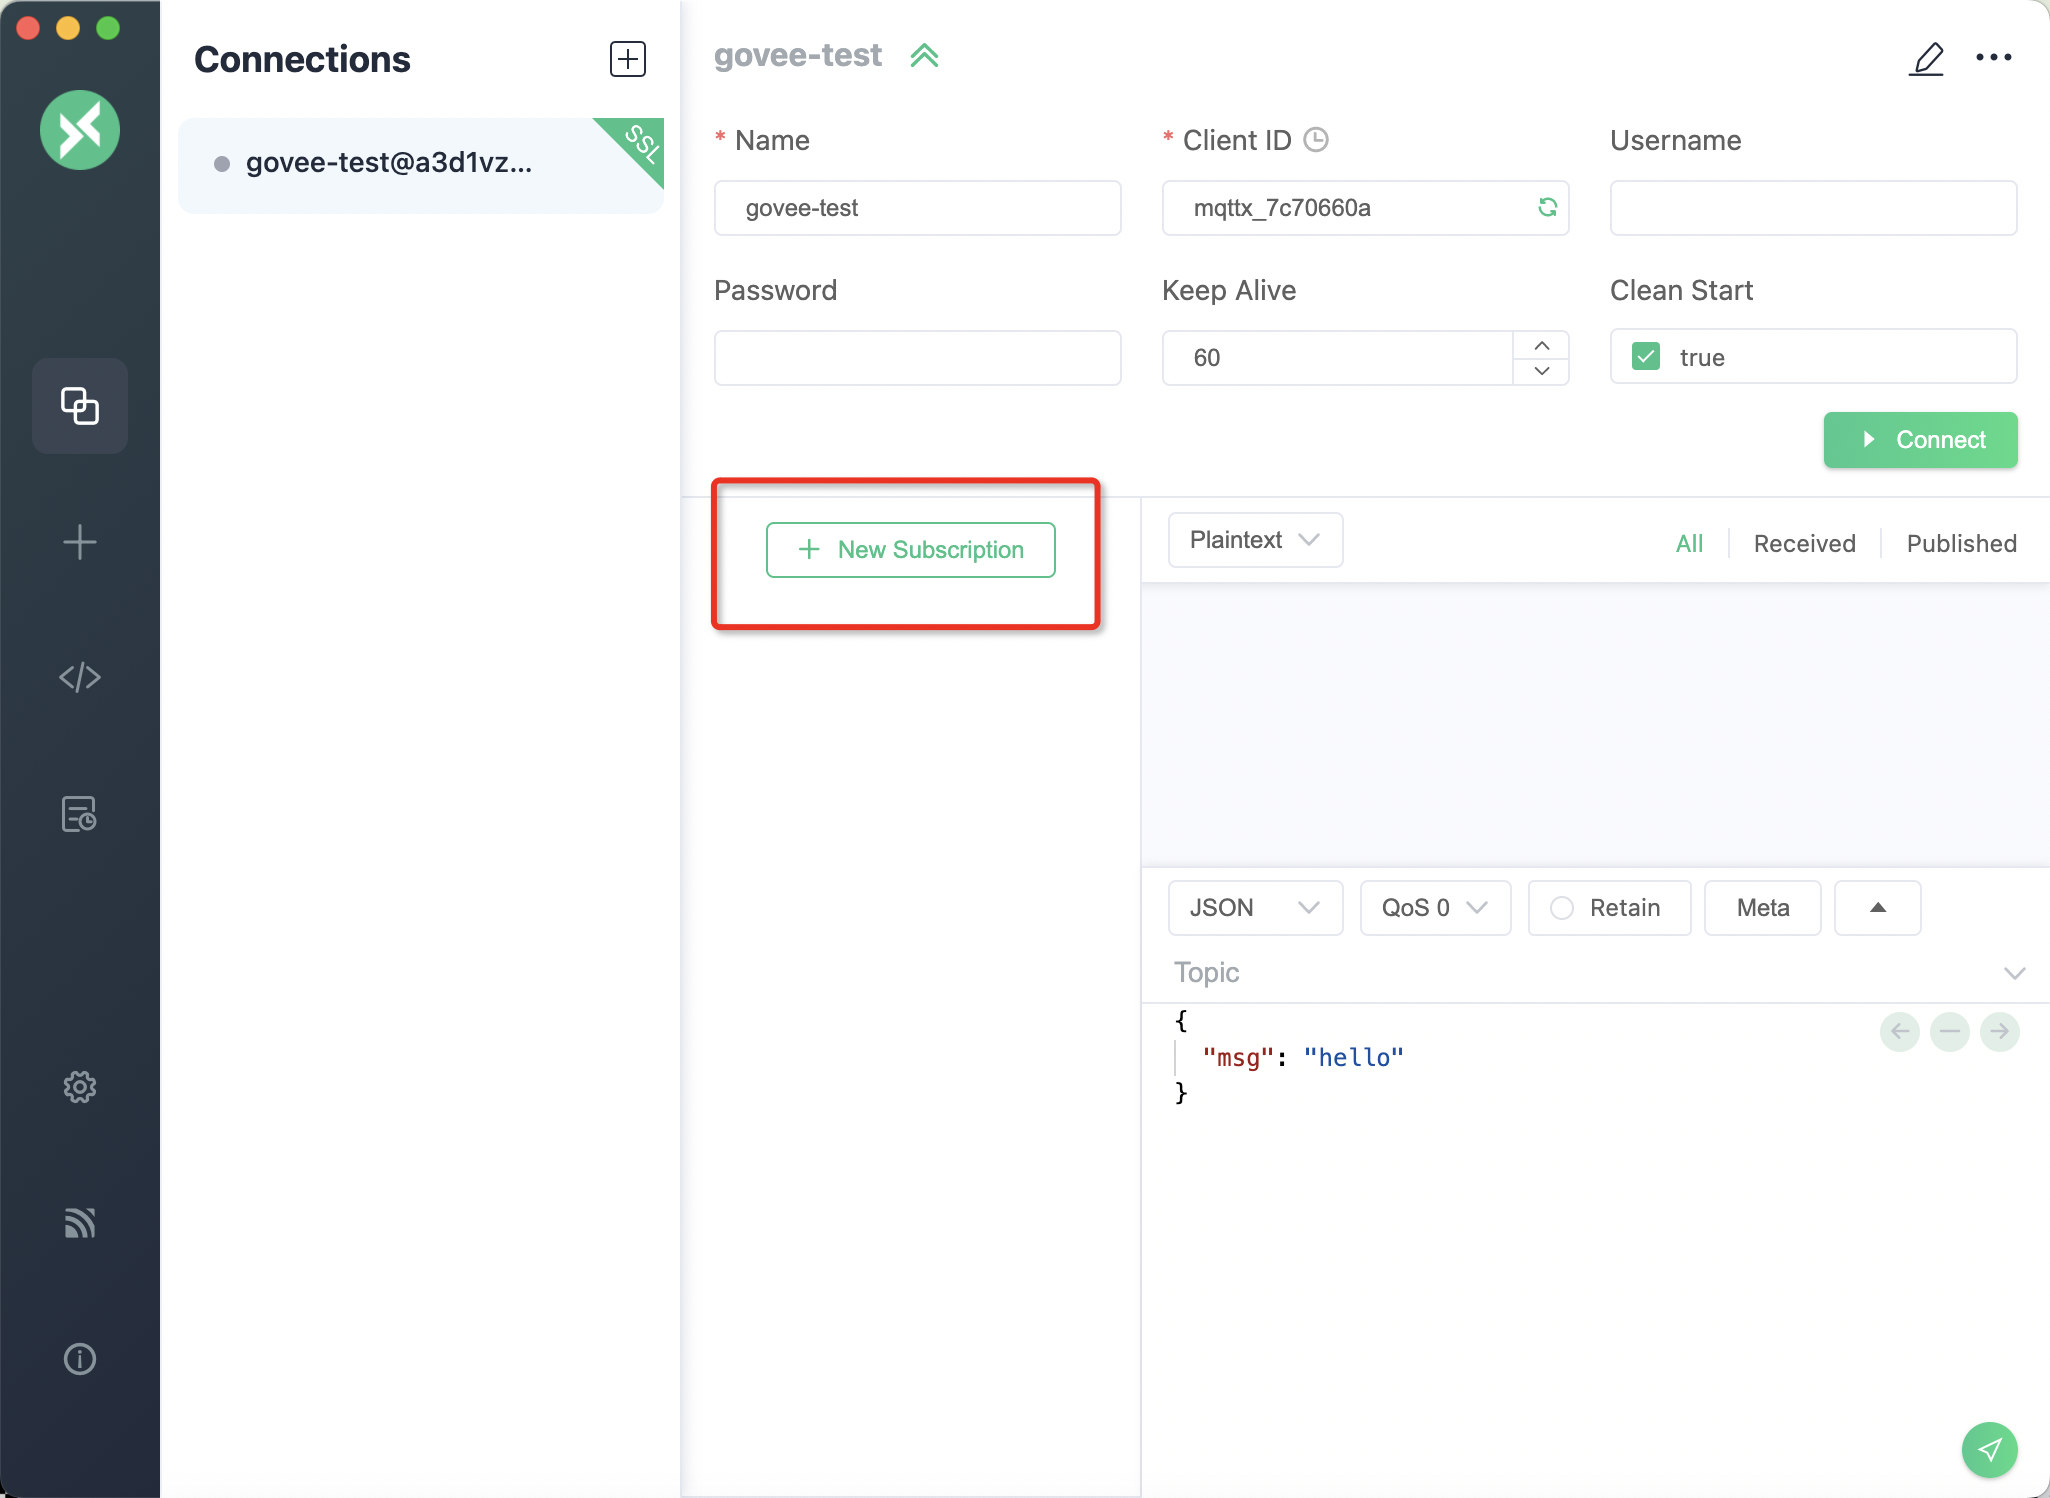 Connections
govee-test@a3d1vz...
SSL
govee-test
* Name
* Client ID
Username
govee-test
mqttx_7c70660a
Password
Keep Alive
Clean Start
60
true
Connect
New Subscription
Plaintext
All
Received
Published
JSON
QoS 0
Retain
Meta
Topic
{
"msg": "hello"
}